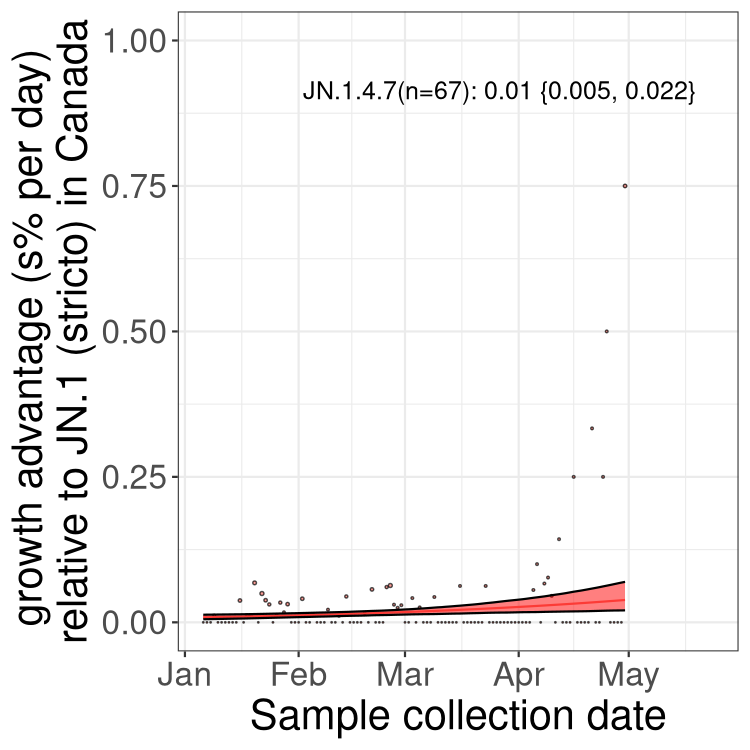 growth advantage (s% per day)
relative to JN.1 (stricto) in Canada
1.00
0.75
0.50
0.25
0.00
JN.1.4.7(n=67): 0.01 {0.005, 0.022}
Jan Feb Mar Apr May
Sample collection date